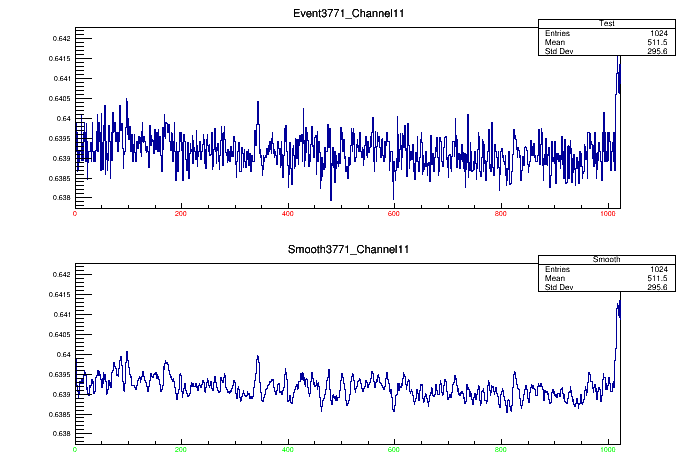 Event3771_Channel11
Test
Entries 1024
Mean 511.5
Std Dev 295.6
0.642
0.6415
0.641
0.6405
0.64
0.6395
0.639
0.6385
0.638
0 200 400 600 800 1000
Smooth3771_Channel11
Smooth
Entries 1024
Mean 511.5
Std Dev 295.6
0.642
0.6415
0.641
0.6405
0.64
0.6395
0.639
0.6385
0.638
0 200 400 600 800 1000